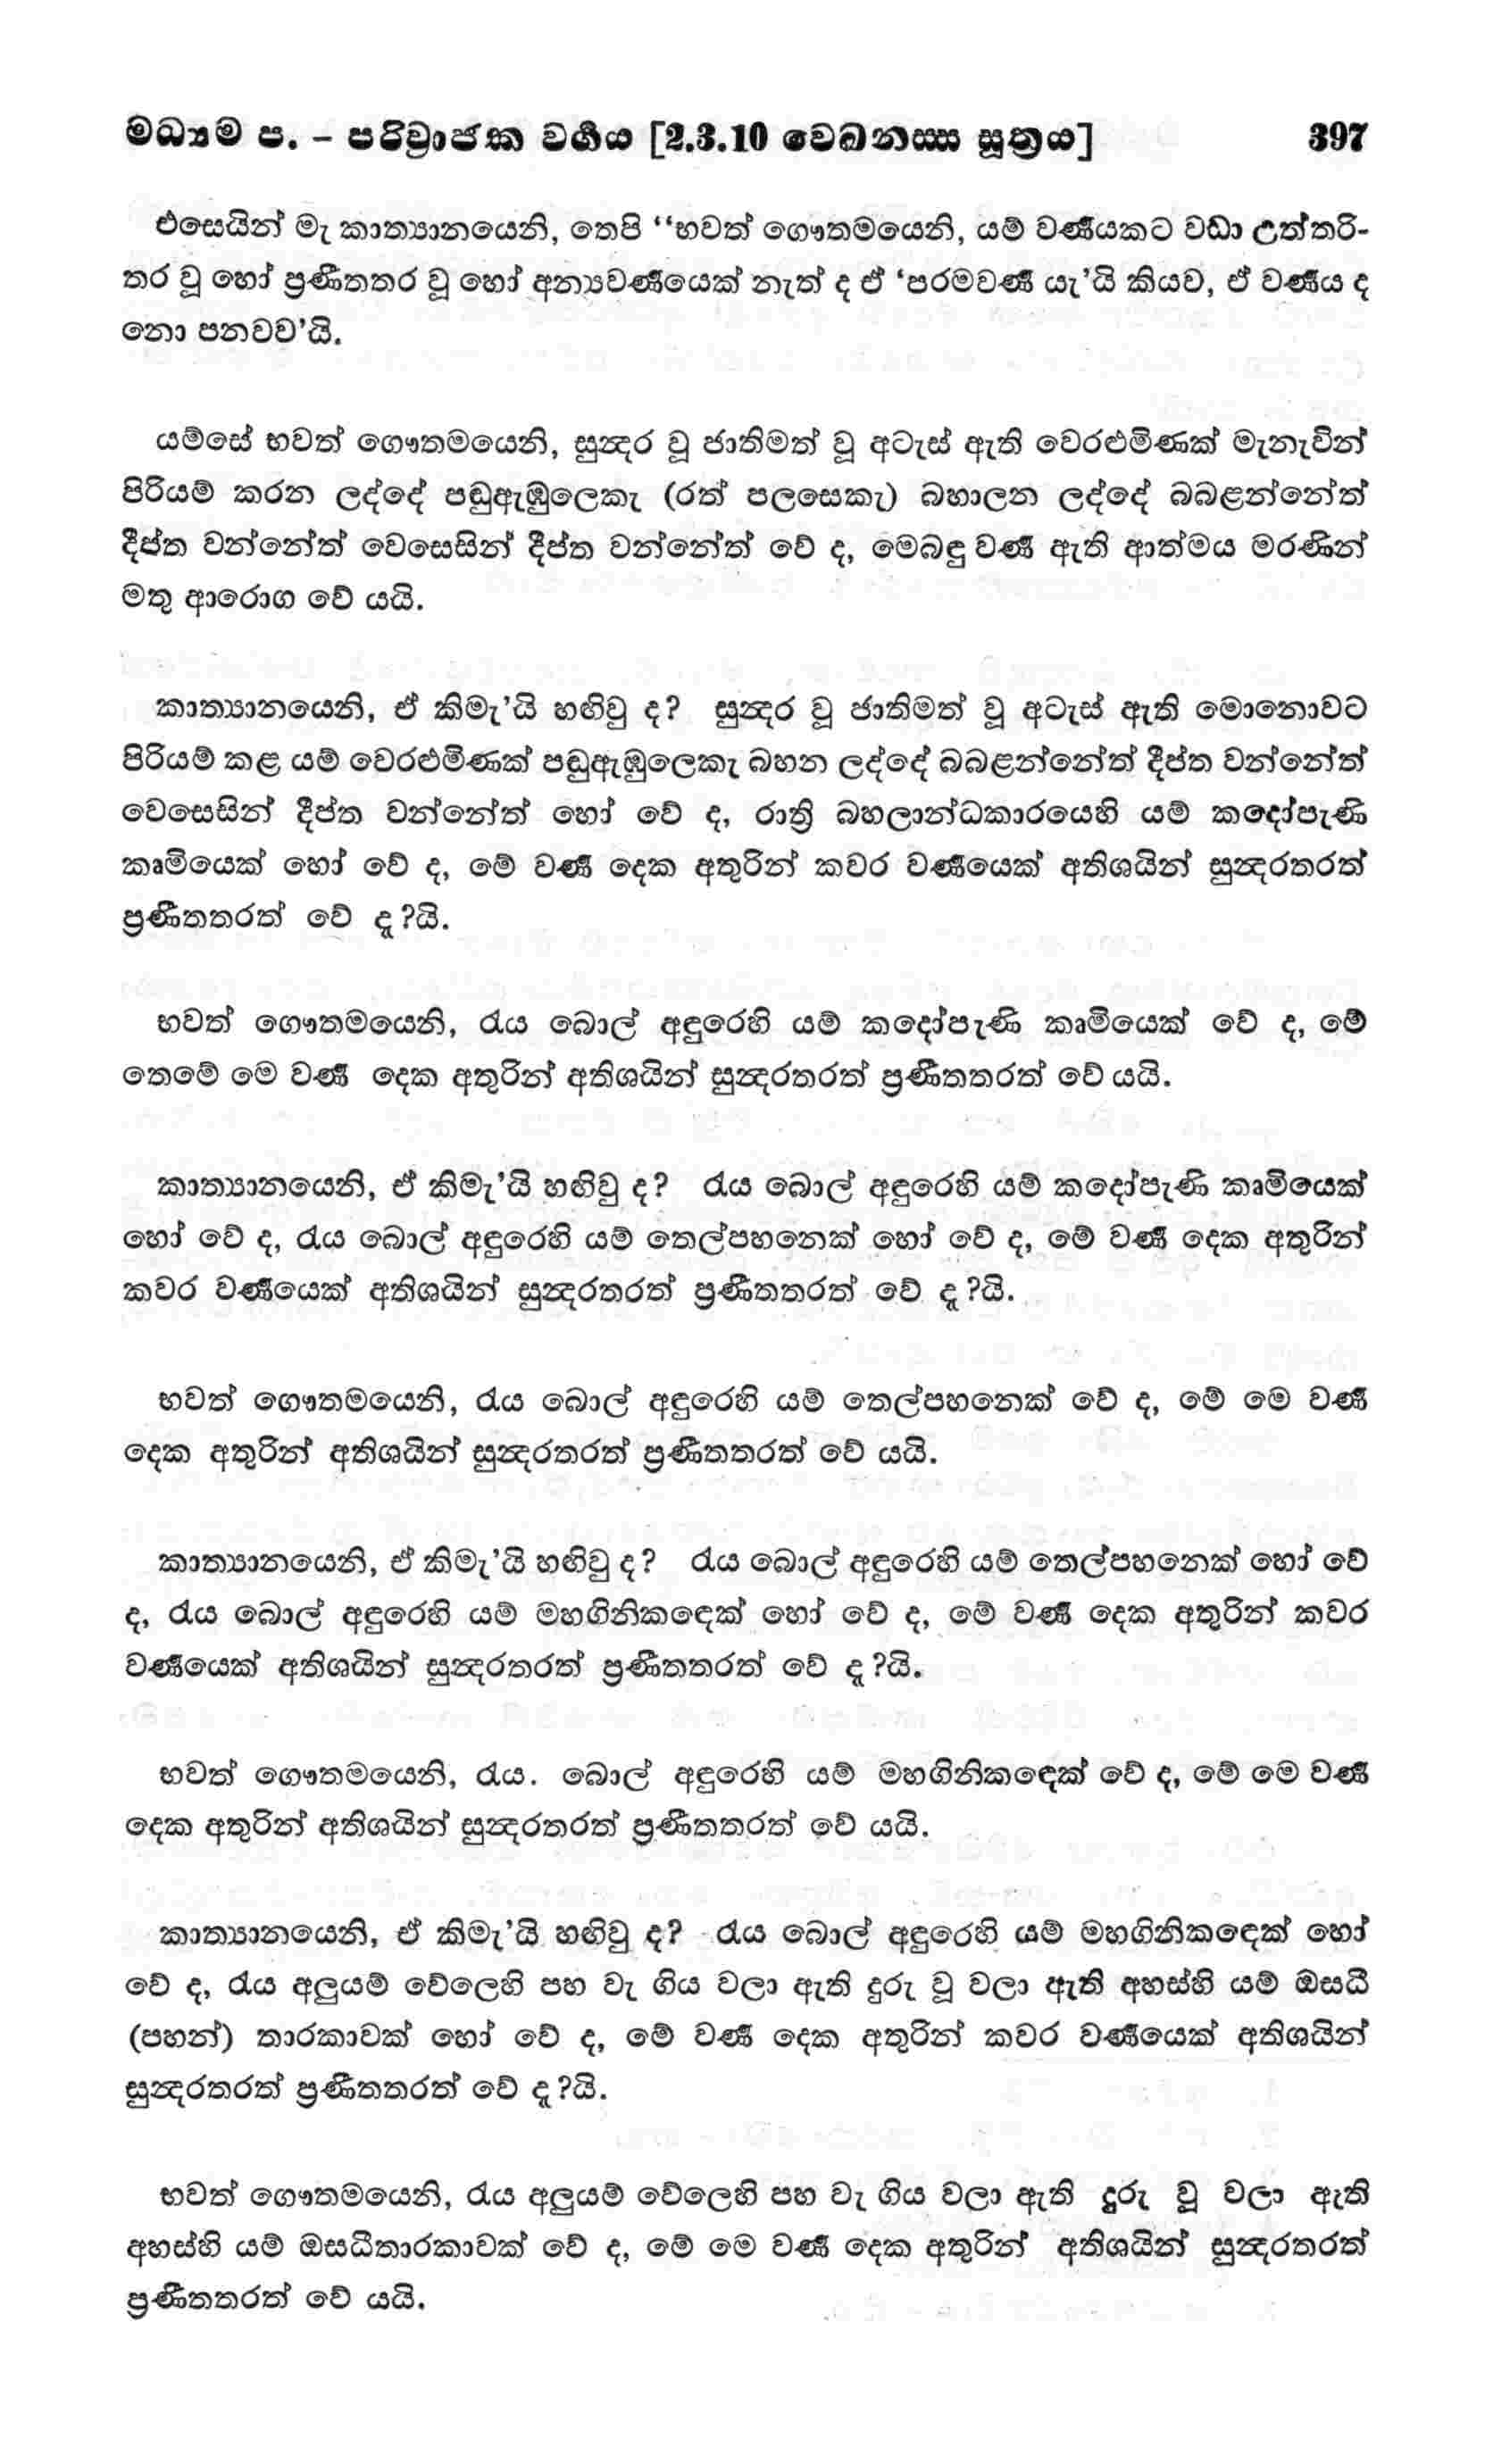 මධ්‍යම ප. - පරිව්‍රාජක වර්‍ගය [2.3.10 වෙඛනස්ස සූත්‍රය] 397
එසෙයින් මැ කාත්‍යානයෙනි, තෙපි “භවත් ගෞතමයෙනි, යම් වර්‍ණයකට වඩා උත්තරි-
තර වූ හෝ ප්‍රණීතතර වූ හෝ අන්‍යවර්‍ණයෙක් නැත් ද ඒ ‘පරමවර්‍ණ යැ’යි කියව, ඒ වර්‍ණය ද
නො පනවව’යි.
යම්සේ භවත් ගෞතමයෙනි, සුන්‍දර වූ ජාතිමත් වූ අටැස් ඇති වෙරළුමිණක් මැනැවින්
පිරියම් කරන ලද්දේ පඬුඇඹුලෙකැ (රත් පලසෙකැ) බහාලන ලද්දේ බබළන්නේත්
දීප්ත වන්නේත් වෙසෙසින් දීප්ත වන්නේත් වේ ද, මෙබඳු වර්‍ණ ඇති ආත්මය මරණින්
මතු ආරොග වේ යයි.
කාත්‍යානයෙනි, ඒ කිමැ’යි හඟිවු ද? සුන්‍දර වූ ජාතිමත් වූ අටැස් ඇති මොනොවට
පිරියම් කළ යම් වෙරළුමිණක් පඬුඇඹුලෙකැ බහන ලද්දේ බබළන්නේත් දීප්ත වන්නේත්
වෙසෙසින් දීප්ත වන්නේත් හෝ වේ ද, රාත්‍රි බහලාන්ධකාරයෙහි යම් කදෝපැණි
කෘමියෙක් හෝ වේ ද, මේ වර්‍ණ දෙක අතුරින් කවර වර්‍ණයෙක් අතිශයින් සුන්‍දරතරත්
ප්‍රණීතතරත් වේ දැ?යි.
භවත් ගෞතමයෙනි, රැය බොල් අඳුරෙහි යම් කදෝපැණි කෘමියෙක් වේ ද, මේ
තෙමේ මෙ වර්‍ණ දෙක අතුරින් අතිශයින් සුන්‍දරතරත් ප්‍රණීතතරත් වේ යයි.
කාත්‍යානයෙනි, ඒ කිමැ’යි හඟිවු ද? රැය බොල් අඳුරෙහි යම් කදෝපැණි කෘමියෙක්
හෝ වේ ද, රැය බොල් අඳුරෙහි යම් තෙල්පහනෙක් හෝ වේ ද, මේ වර්‍ණ දෙක අතුරින්
කවර වර්‍ණයෙක් අතිශයින් සුන්‍දරතරත් ප්‍රණීතතරත් වේ දැ?යි.
භවත් ගෞතමයෙනි, රැය බොල් අඳුරෙහි යම් තෙල්පහනෙක් වේ ද, මේ මෙ වර්‍ණ
දෙක අතුරින් අතිශයින් සුන්‍දරතරත් ප්‍රණීතතරත් වේ යයි.
කාත්‍යානයෙනි, ඒ කිමැ’යි හඟිවු ද? රැය බොල් අඳුරෙහි යම් තෙල්පහනෙක් හෝ වේ
ද, රැය බොල් අඳුරෙහි යම් මහගිනිකඳෙක් හෝ වේ ද, මේ වර්‍ණ දෙක අතුරින් කවර
වර්‍ණයෙක් අතිශයින් සුන්‍දරතරත් ප්‍රණීතතරත් වේ දැ?යි.
භවත් ගෞතමයෙනි, රැය. බොල් අඳුරෙහි යම් මහගිනිකඳෙක් වේ ද, මේ මෙ වර්‍ණ
දෙක අතුරින් අතිශයින් සුන්‍දරතරත් ප්‍රණීතතරත් වේ යයි.
කාත්‍යානයෙනි, ඒ කිමැ’යි හඟිවු ද? රැය බොල් අඳුරෙහි යම් මහගිනිකඳෙක් හෝ
වේ ද, රැය අලුයම් වේලෙහි පහ වැ ගිය වලා ඇති දුරු වූ වලා ඇති අහස්හි යම් ඔසධී
(පහන්) තාරකාවක් හෝ වේ ද, මේ වර්‍ණ දෙක අතුරින් කවර වර්‍ණයෙක් අතිශයින්
සුන්‍දරතරත් ප්‍රණීතතරත් වේ දැ?යි.
භවත් ගෞතමයෙනි, රැය අලුයම් වේලෙහි පහ වැ ගිය වලා ඇති දුරු වූ වලා ඇති
අහස්හි යම් ඔසධීතාරකාවක් වේ ද, මේ මෙ වර්‍ණ දෙක අතුරින් අතිශයින් සුන්‍දරතරත්
ප්‍රණීතතරත් වේ යයි.